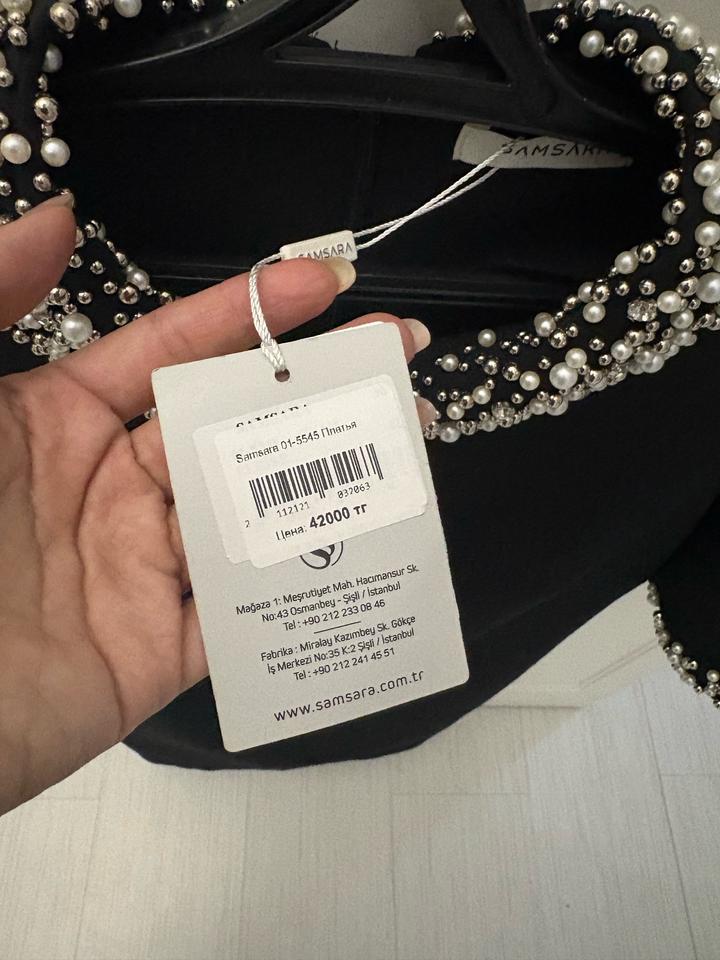 SAMSARA
SAMSARA
SAMSARA
Samsara 01-5545 Платья
2 112121 032063
Цена: 42000 тг
Mağaza 1: Meşrutiyet Mah. Hacımansur Sk.
No:43 Osmanbey - Şişli / İstanbul
Tel : +90 212 233 08 46
Fabrika : Miralay Kazımbey Sk. Gökçe
İş Merkezi No:35 K:2 Şişli / İstanbul
Tel : +90 212 241 45 51
www.samsara.com.tr